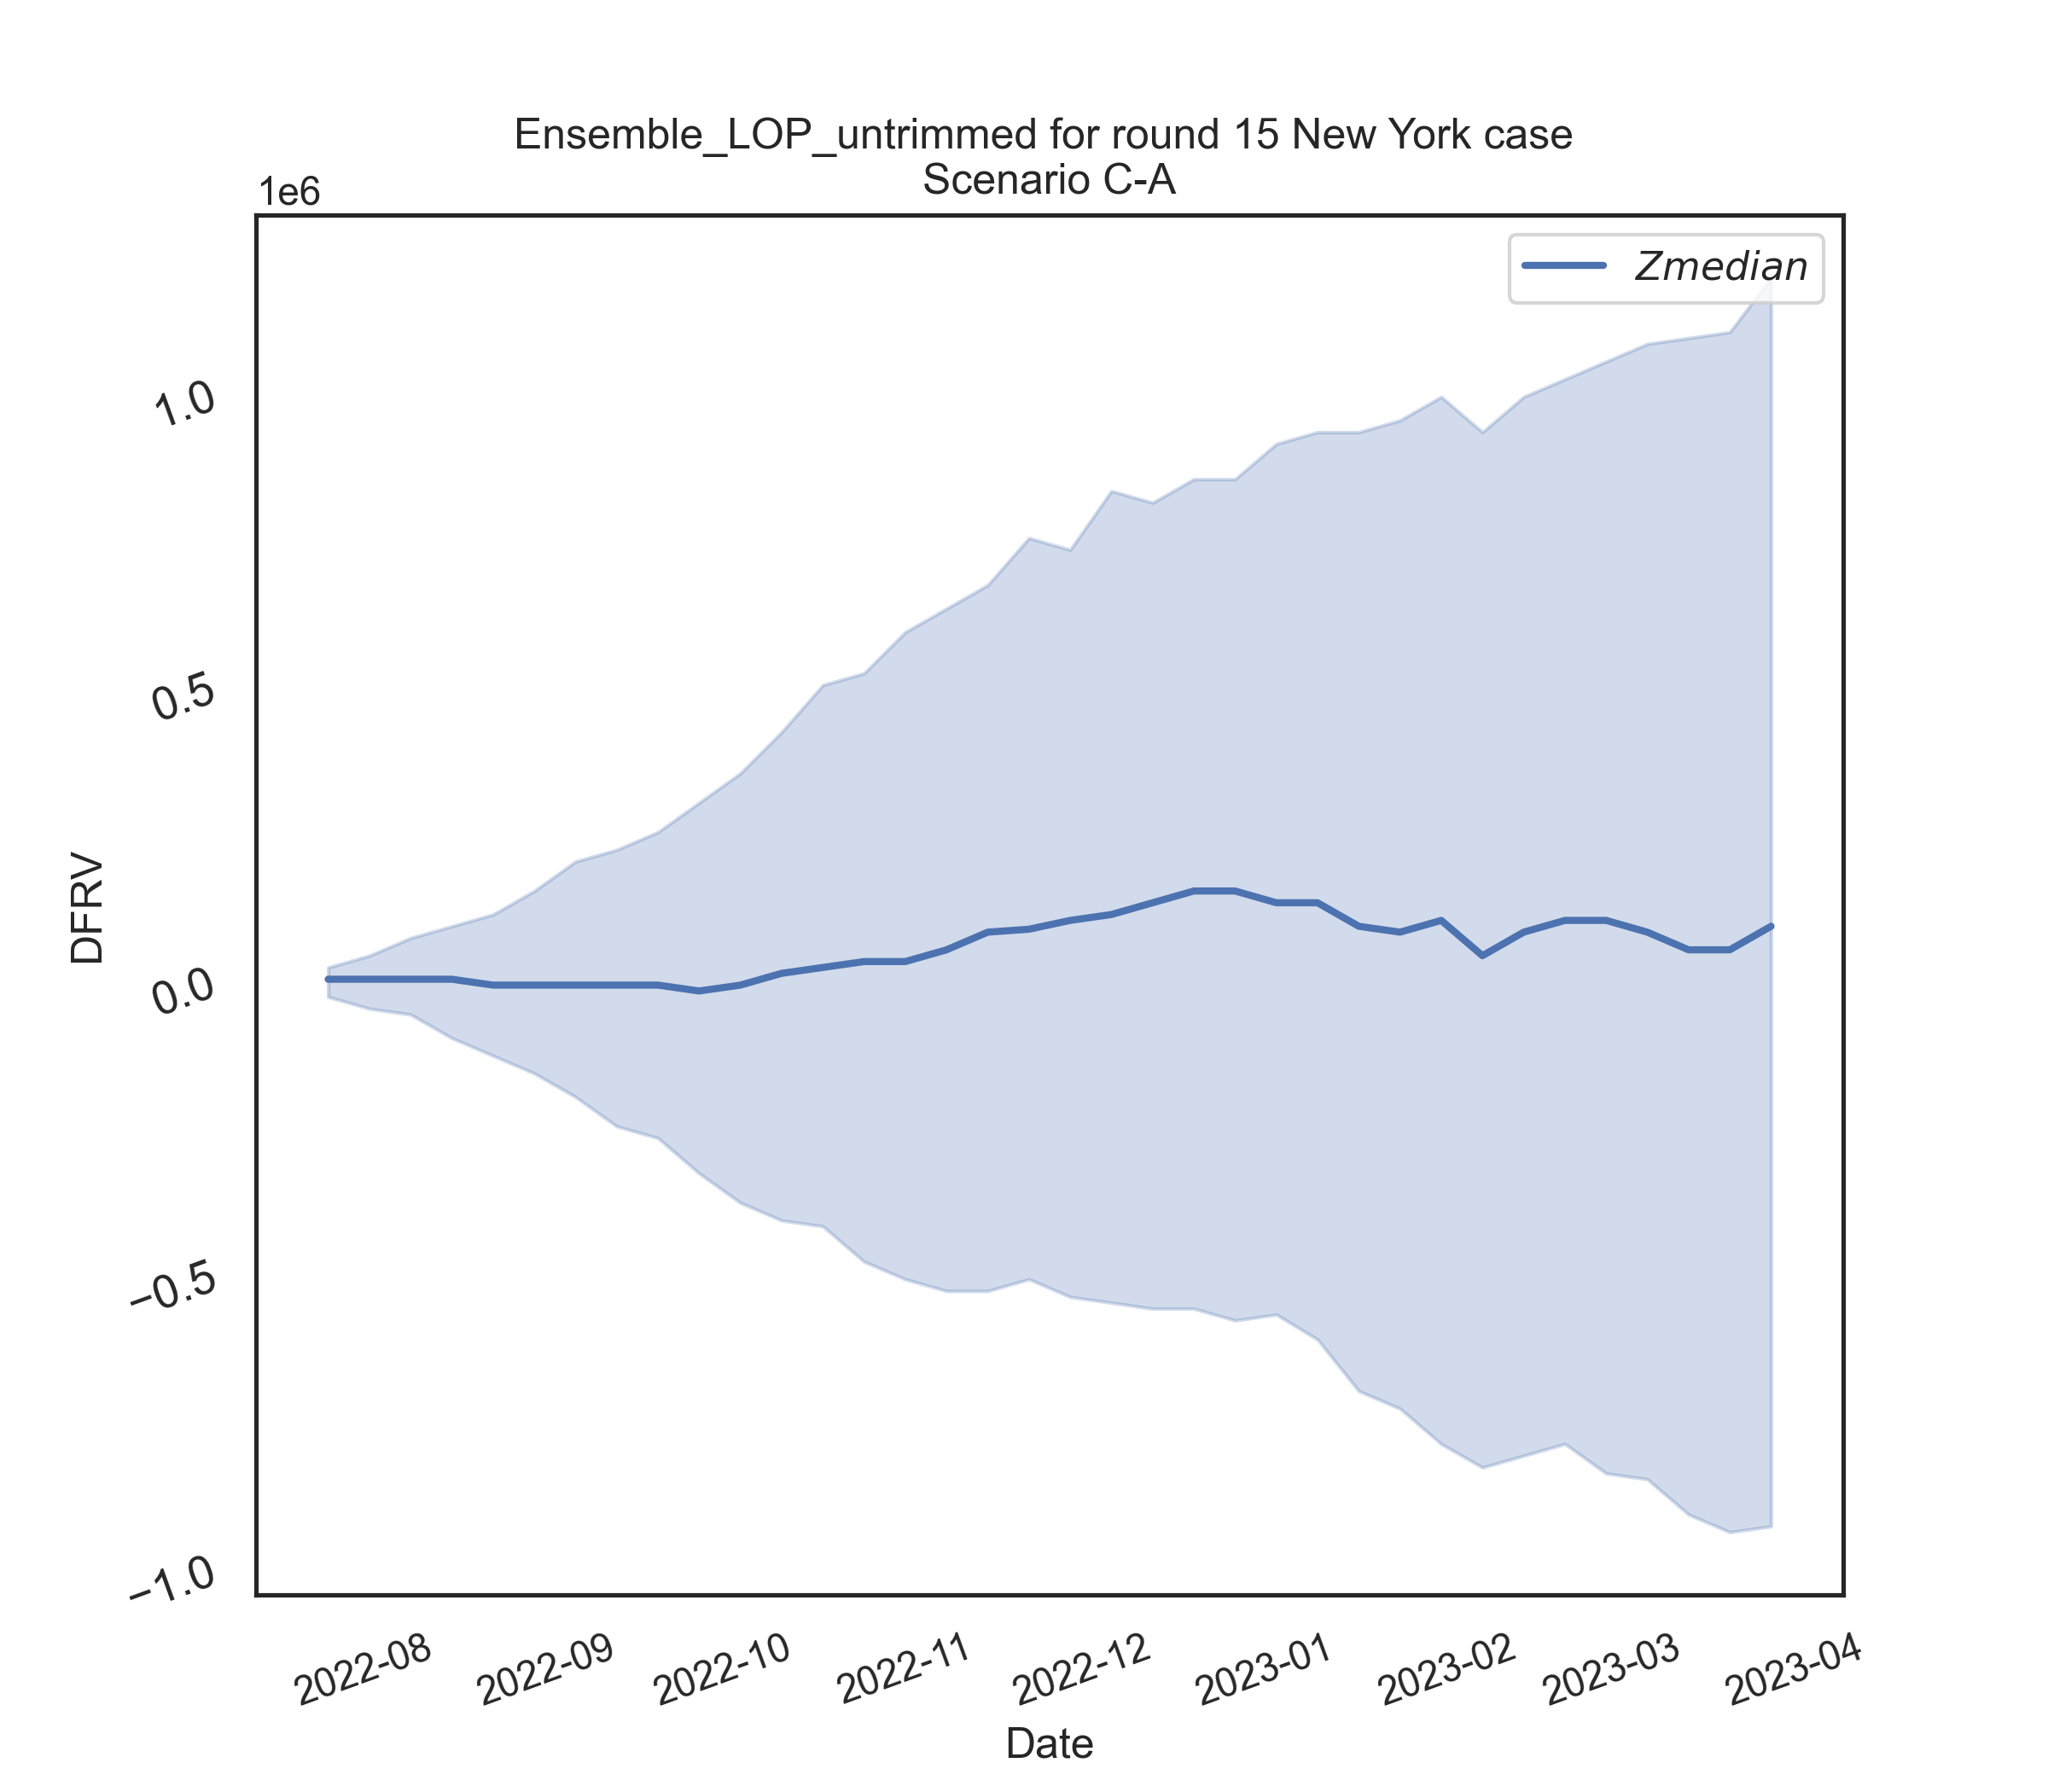 Ensemble_LOP_untrimmed for round 15 New York case
Scenario C-A
1e6
Zmedian
1.0
0.5
0.0
−0.5
−1.0
DFRV
2022-08
2022-09
2022-10
2022-11
2022-12
2023-01
2023-02
2023-03
2023-04
Date